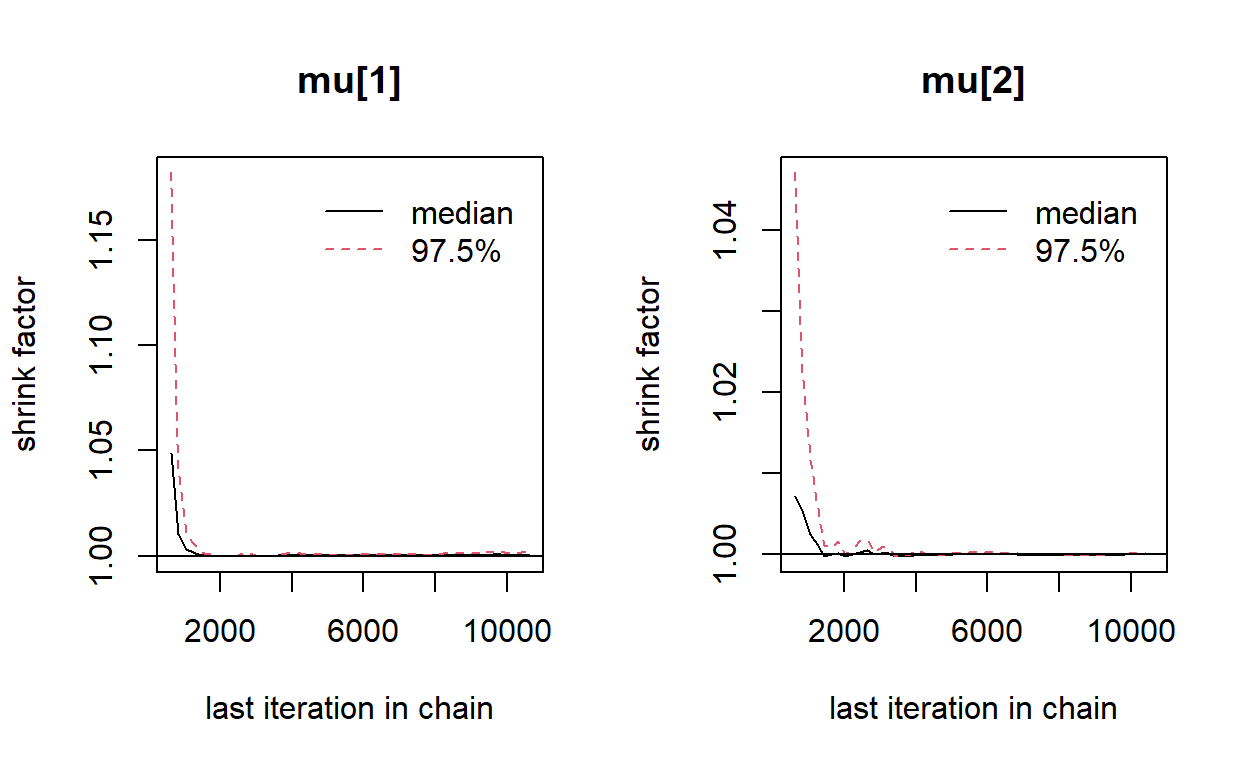 mu[1]
shrink factor
1.00
1.05
1.10
1.15
median
97.5%
2000
6000
10000
last iteration in chain
mu[2]
shrink factor
1.00
1.02
1.04
median
97.5%
2000
6000
10000
last iteration in chain